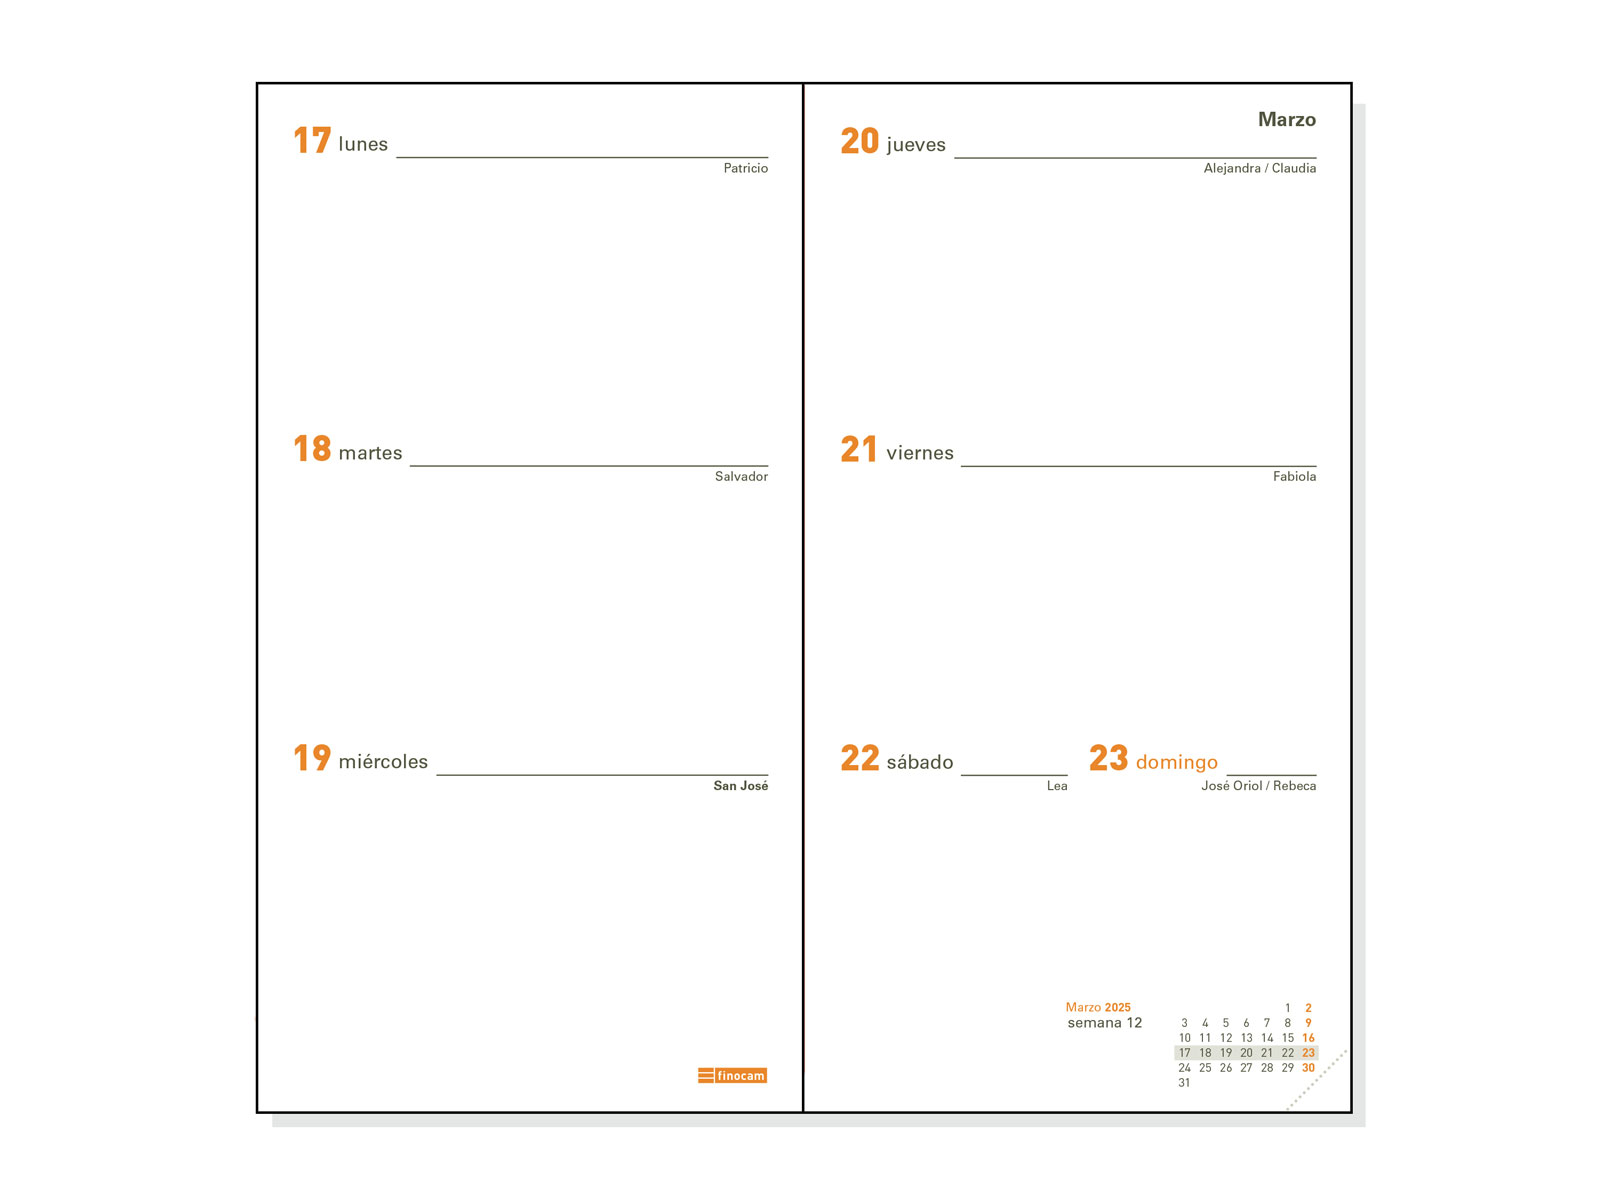 17 lunes
Patricio
18 martes
Salvador
19 miércoles
San José
finocam
Marzo
20 jueves
Alejandra / Claudia
21 viernes
Fabiola
22 sábado
Lea
23 domingo
José Oriol / Rebeca
Marzo 2025
semana 12
1 2
3 4 5 6 7 8 9
10 11 12 13 14 15 16
17 18 19 20 21 22 23
24 25 26 27 28 29 30
31